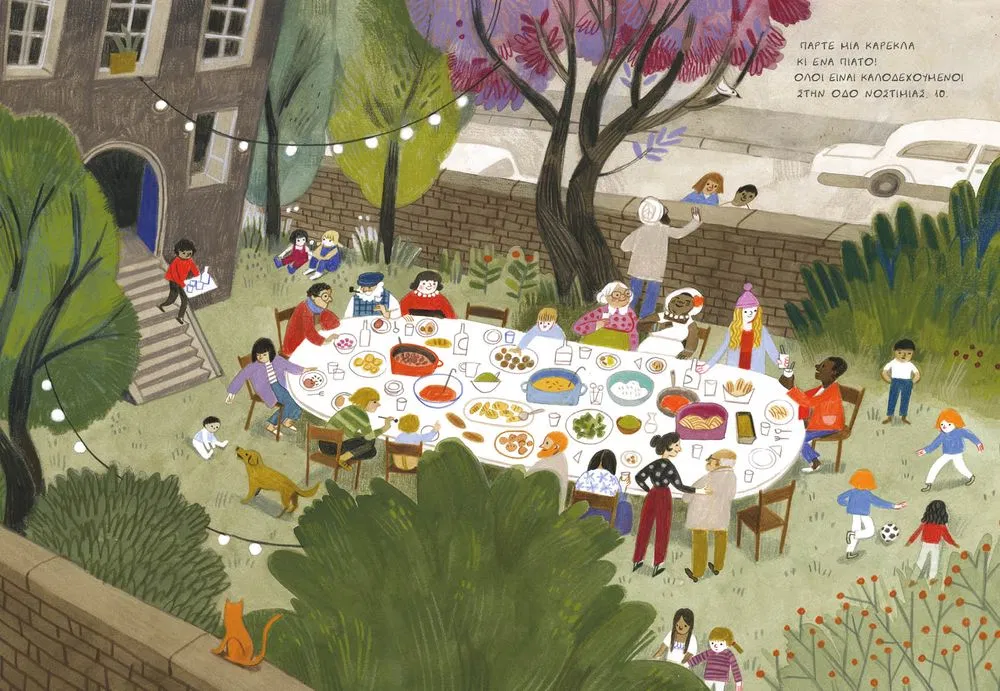 ΠΑΡΤΕ ΜΙΑ ΚΑΡΕΚΛΑ
ΚΙ ΕΝΑ ΠΙΑΤΟ!
ΟΛΟΙ ΕΙΝΑΙ ΚΑΛΟΔΕΧΟΥΜΕΝΟΙ
ΣΤΗΝ ΟΔΟ ΝΟΣΤΙΜΙΑΣ, 10.